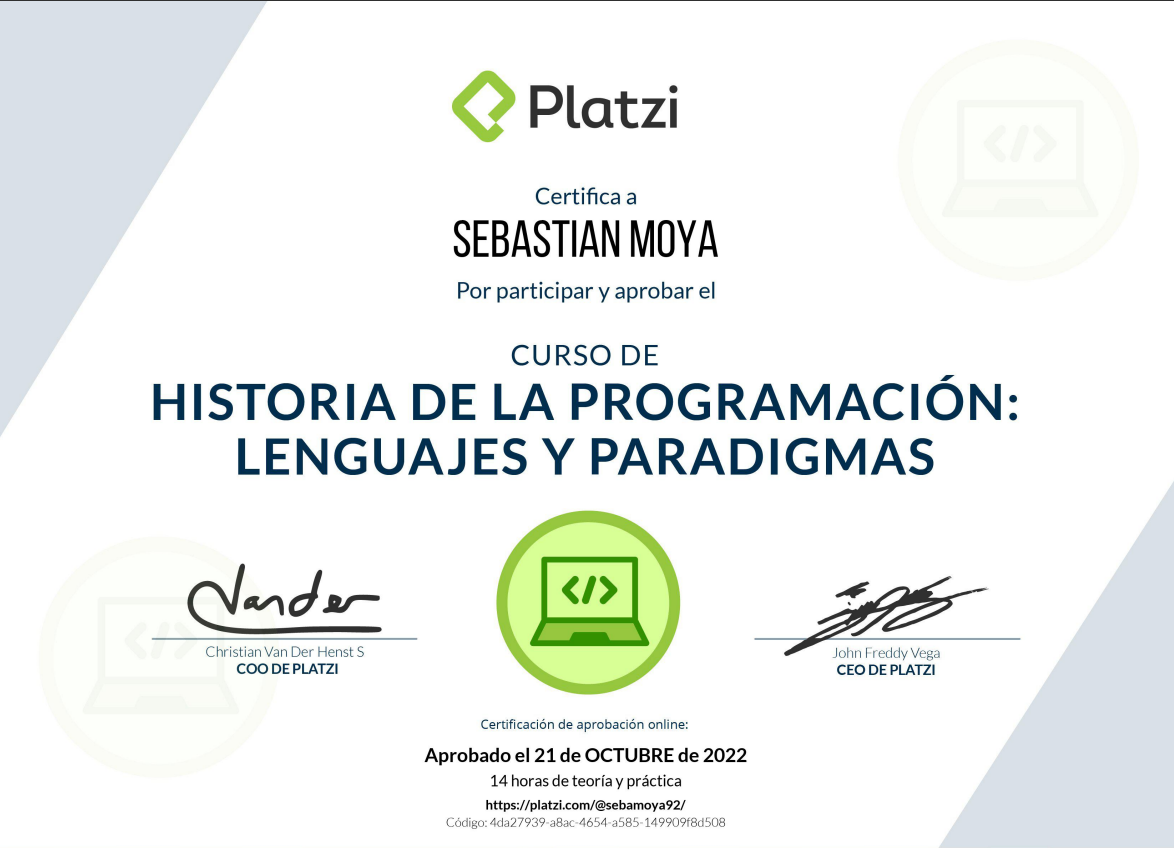 Platzi
Certifica a
SEBASTIAN MOYA
Por participar y aprobar el
CURSO DE
HISTORIA DE LA PROGRAMACIÓN:
LENGUAJES Y PARADIGMAS
</>
Vander
Christian Van Der Henst S
COO DE PLATZI
John Freddy Vega
CEO DE PLATZI
Certificación de aprobación online:
Aprobado el 21 de OCTUBRE de 2022
14 horas de teoría y práctica
https://platzi.com/@sebamoya92/
Código: 4da27939-a8ac-4654-a585-149909f8d508